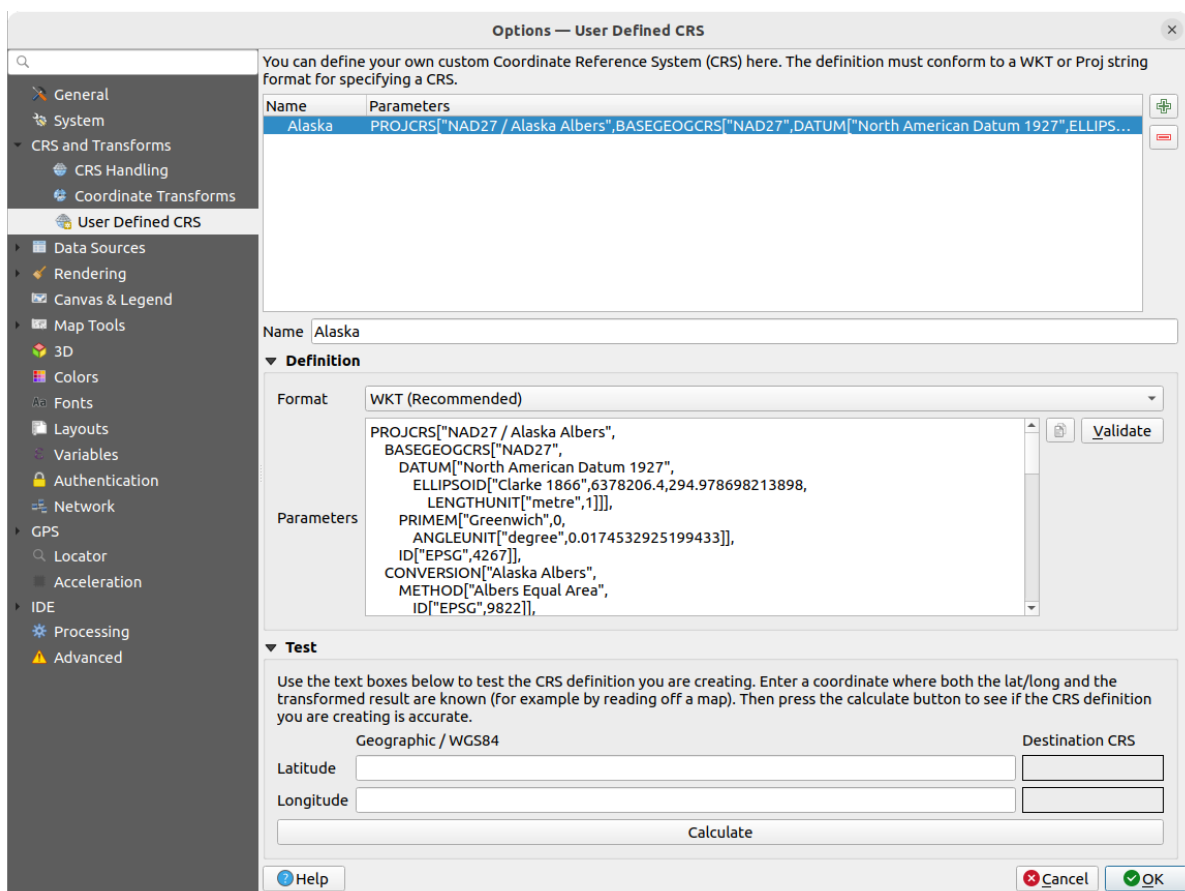 Options — User Defined CRS
General
System
CRS and Transforms
CRS Handling
Coordinate Transforms
User Defined CRS
Data Sources
Rendering
Canvas & Legend
Map Tools
3D
Colors
Aa Fonts
Layouts
Variables
Authentication
Network
GPS
Locator
Acceleration
IDE
Processing
Advanced
You can define your own custom Coordinate Reference System (CRS) here. The definition must conform to a WKT or Proj string
format for specifying a CRS.
Name Parameters
Alaska PROJCRS["NAD27 / Alaska Albers",BASEGEOGCRS["NAD27",DATUM["North American Datum 1927",ELLIPS...
Name Alaska
Definition
Format WKT (Recommended)
Parameters
PROJCRS["NAD27 / Alaska Albers",
BASEGEOGCRS["NAD27",
DATUM["North American Datum 1927",
ELLIPSOID["Clarke 1866",6378206.4,294.978698213898,
LENGTHUNIT["metre",1]]],
PRIMEM["Greenwich",0,
ANGLEUNIT["degree",0.0174532925199433]],
ID["EPSG",4267]],
CONVERSION["Alaska Albers",
METHOD["Albers Equal Area",
ID["EPSG",9822]],
Validate
Test
Use the text boxes below to test the CRS definition you are creating. Enter a coordinate where both the lat/long and the
transformed result are known (for example by reading off a map). Then press the calculate button to see if the CRS definition
you are creating is accurate.
Geographic / WGS84 Destination CRS
Latitude
Longitude
Calculate
Help Cancel OK